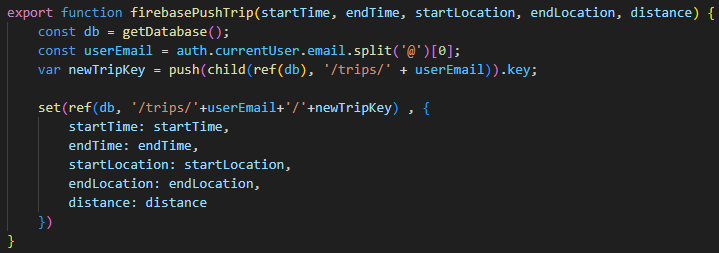 export function firebasePushTrip(startTime, endTime, startLocation, endLocation, distance) {
    const db = getDatabase();
    const userEmail = auth.currentUser.email.split('@')[0];
    var newTripKey = push(child(ref(db), '/trips/' + userEmail)).key;

    set(ref(db, '/trips/'+userEmail+'/'+newTripKey) , {
        startTime: startTime,
        endTime: endTime,
        startLocation: startLocation,
        endLocation: endLocation,
        distance: distance
    })
}